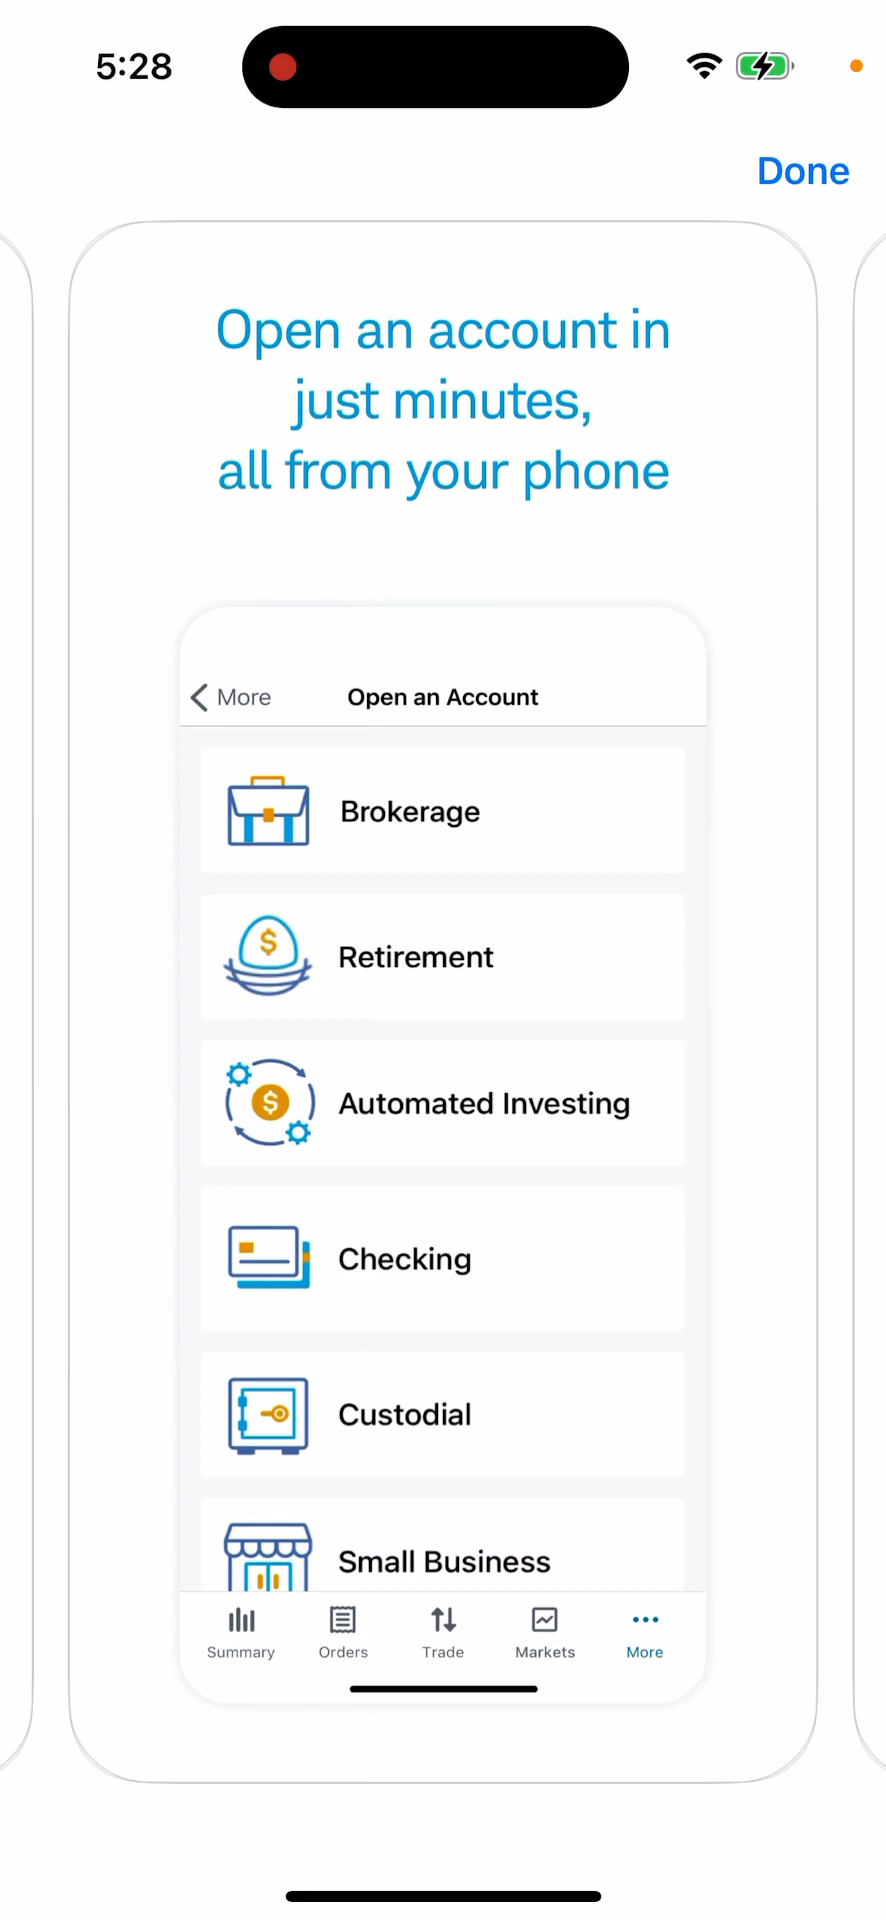 5:28
Done
Open an account in
just minutes,
all from your phone
More
Open an Account
Brokerage
$
Retirement
$
Automated Investing
Checking
Custodial
Small Business
Summary
Orders
Trade
Markets
More